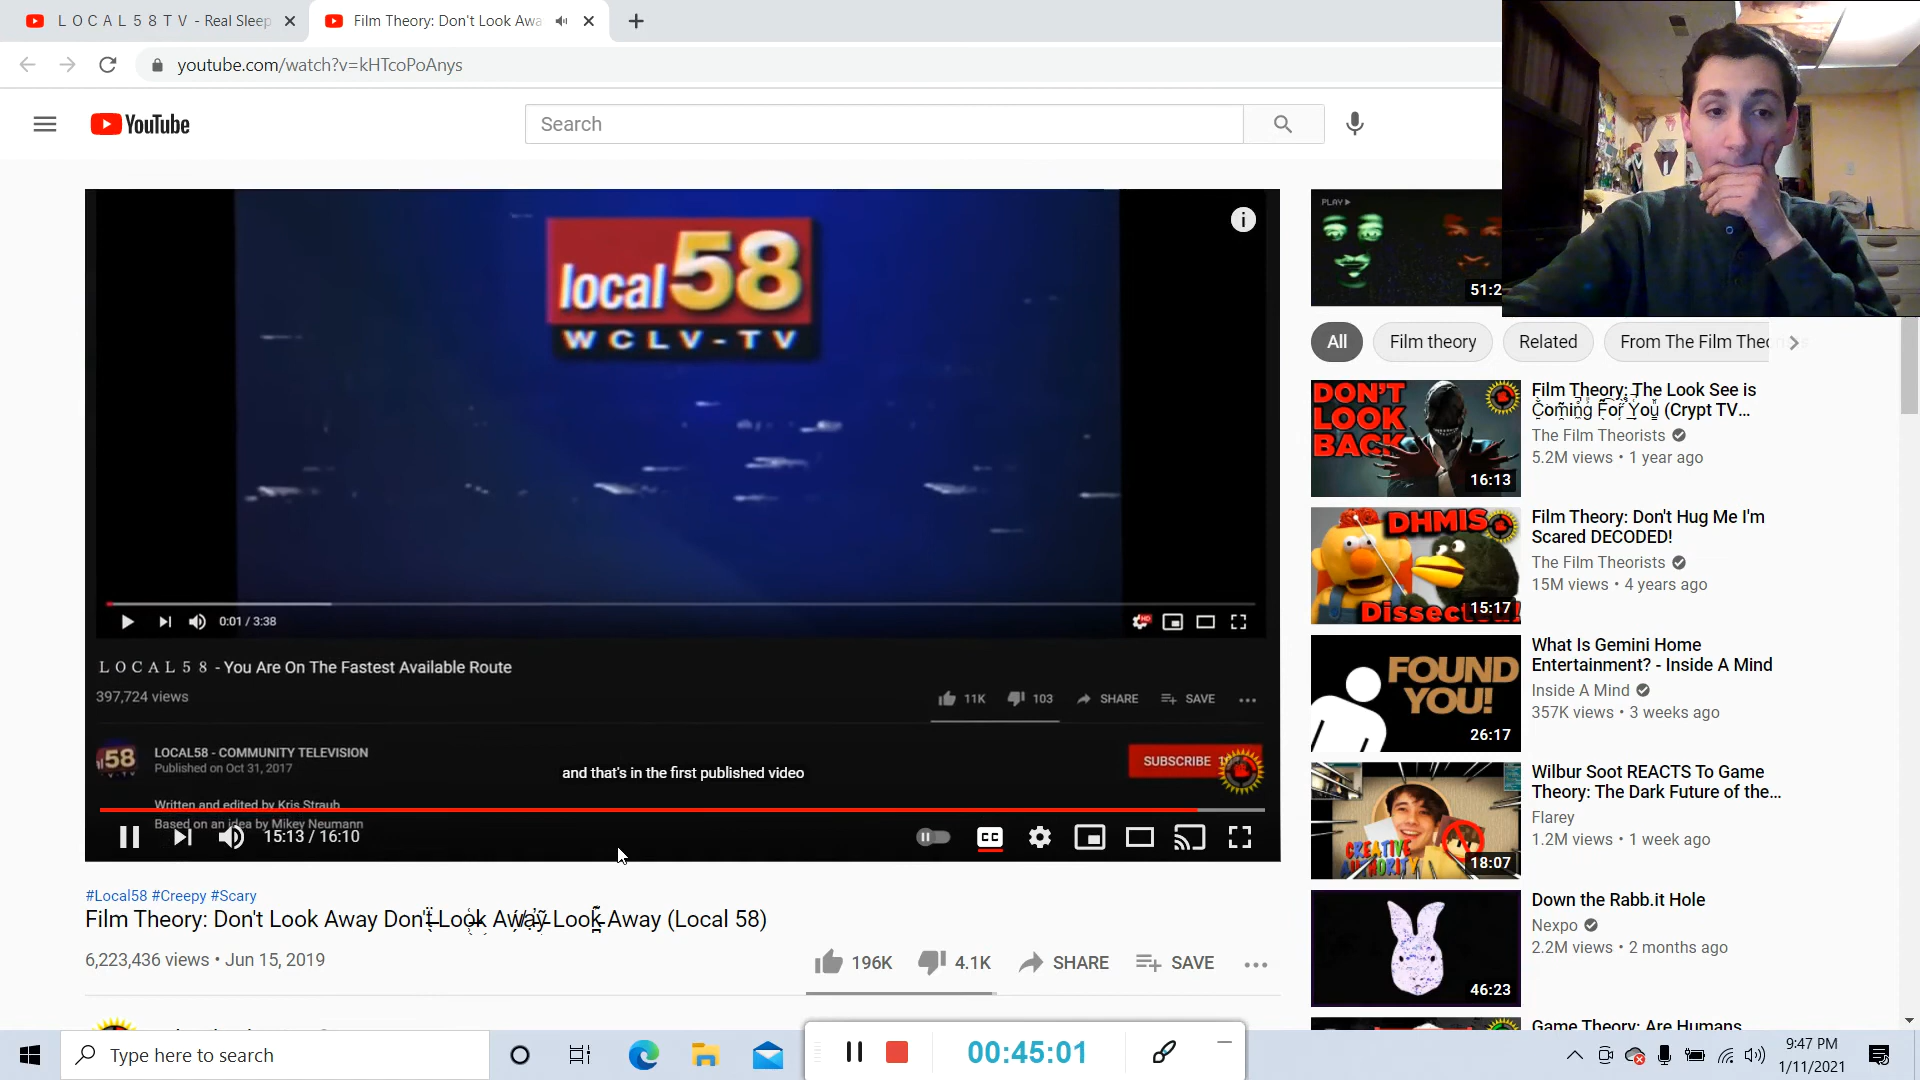 L O C A L 5 8 T V - Real Sleep
Film Theory: Don't Look Awa
youtube.com/watch?v=kHTcoPoAnys
YouTube
Search
local 58
WCLV-TV
0:01 / 3:38
HD
L O C A L 5 8 - You Are On The Fastest Available Route
397,724 views
11K
103
SHARE
SAVE
58
LOCAL58 - COMMUNITY TELEVISION
Published on Oct 31, 2017
SUBSCRIBE
and that's in the first published video
Written and edited by Kris Straub
Based on an idea by Mikey Neumann
15:13 / 16:10
CC
#Local58 #Creepy #Scary
Film Theory: Don't Look Away Don't Look Away Look Away (Local 58)
6,223,436 views • Jun 15, 2019
196K
4.1K
SHARE
SAVE
PLAY
51:2
All
Film theory
Related
From The Film Theo
DON'T
LOOK
BACK
16:13
Film Theory: The Look See is
Coming For You (Crypt TV...
The Film Theorists
5.2M views • 1 year ago
DHMIS
Dissected!
15:17
Film Theory: Don't Hug Me I'm
Scared DECODED!
The Film Theorists
15M views • 4 years ago
FOUND
YOU!
26:17
What Is Gemini Home
Entertainment? - Inside A Mind
Inside A Mind
357K views • 3 weeks ago
CREATIVE
AUTHORITY
18:07
Wilbur Soot REACTS To Game
Theory: The Dark Future of the...
Flarey
1.2M views • 1 week ago
46:23
Down the Rabb.it Hole
Nexpo
2.2M views • 2 months ago
Game Theory: Are Humans
Type here to search
00:45:01
9:47 PM
1/11/2021